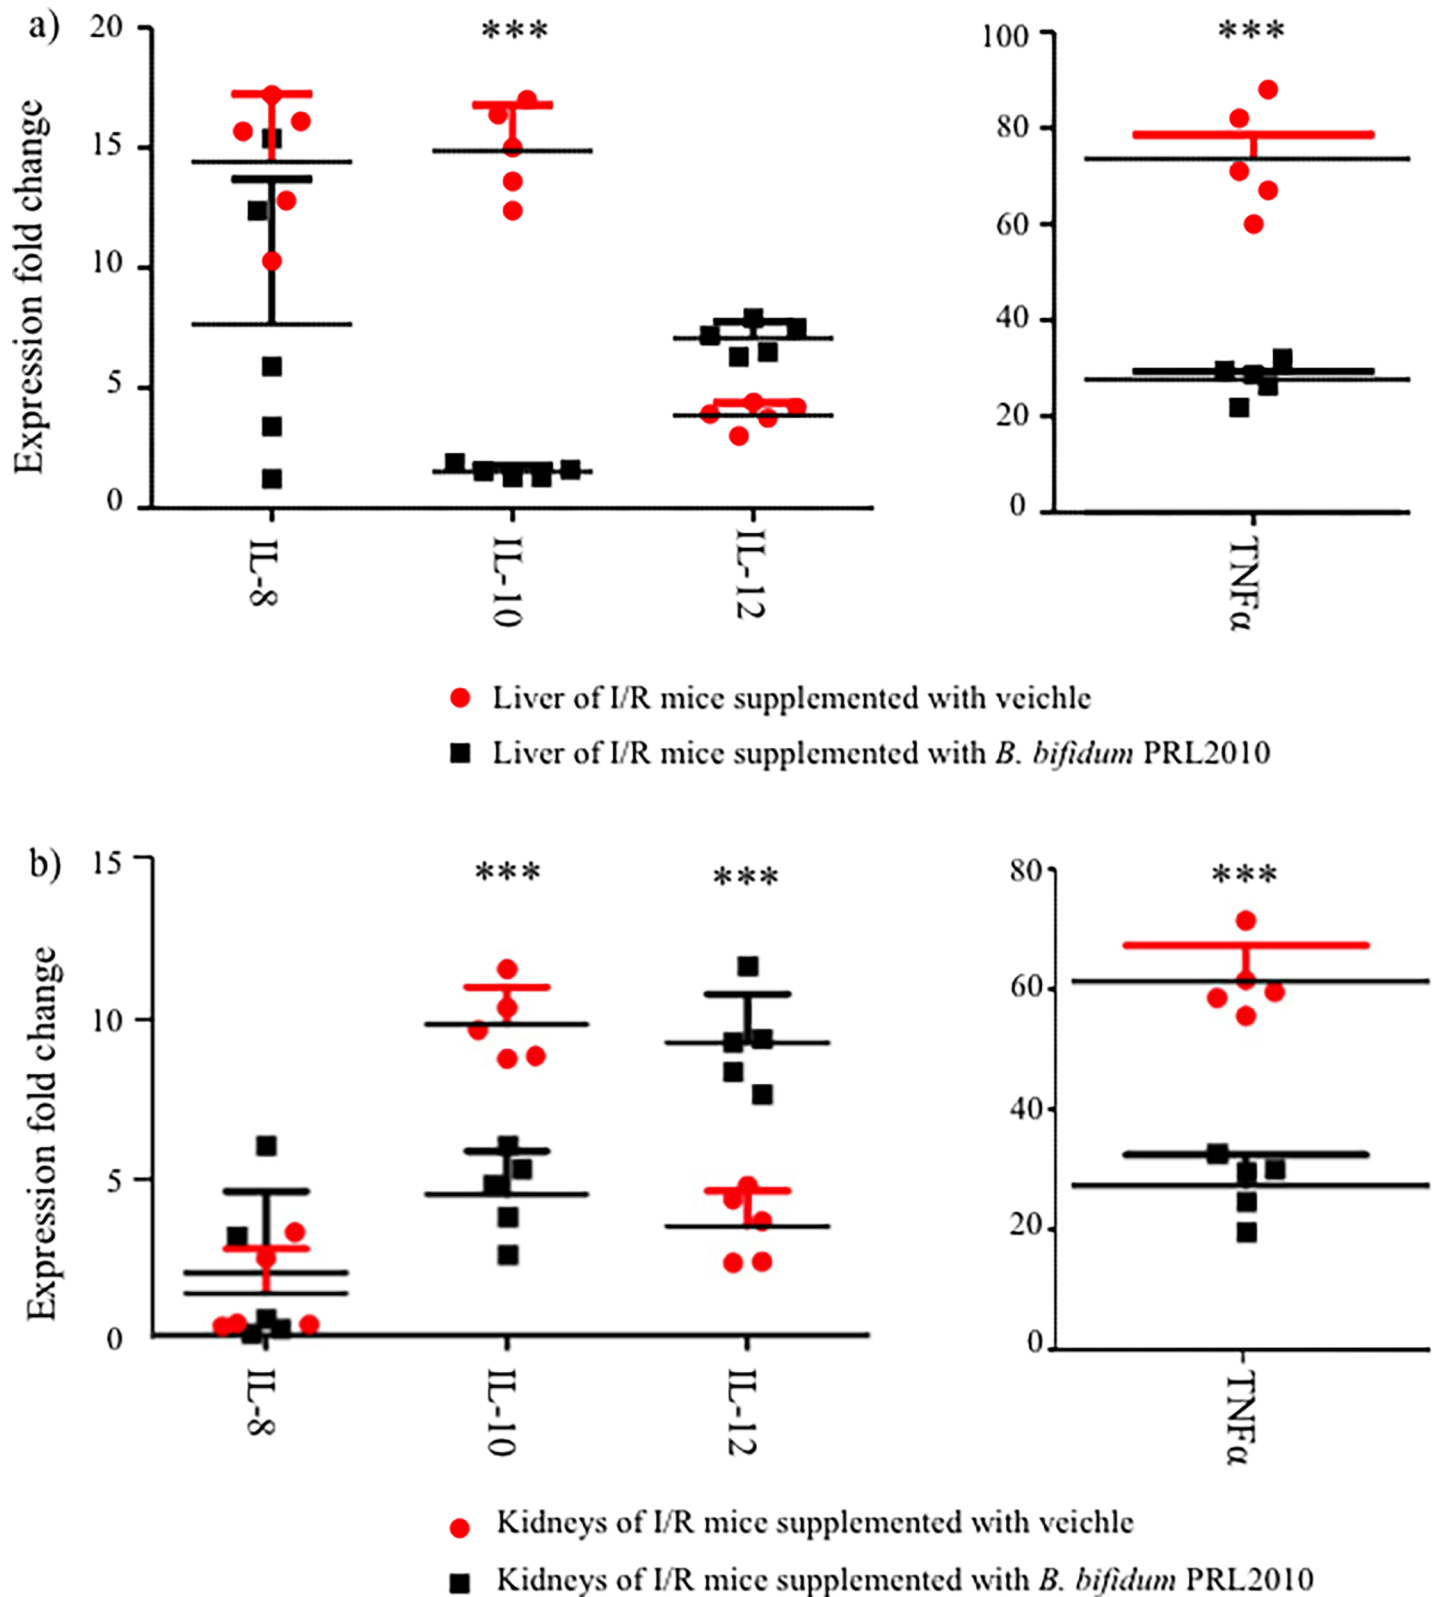 a)
Expression fold change
20
15
10
5
0
***
IL-8
IL-10
IL-12
100
80
60
40
20
0
***
TNFα
Liver of I/R mice supplemented with veichle
Liver of I/R mice supplemented with B. bifidum PRL2010
b)
Expression fold change
15
10
5
0
***
***
IL-8
IL-10
IL-12
80
60
40
20
0
***
TNFα
Kidneys of I/R mice supplemented with veichle
Kidneys of I/R mice supplemented with B. bifidum PRL2010